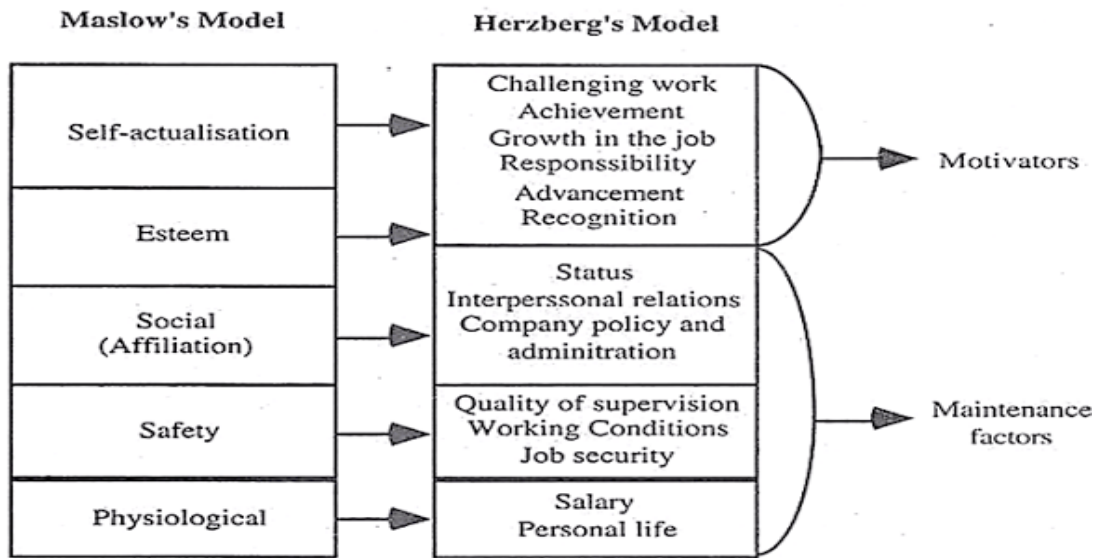 Maslow's Model
Herzberg's Model
Self-actualisation
Esteem
Social
(Affiliation)
Safety
Physiological
Challenging work
Achievement
Growth in the job
Responssibility
Advancement
Recognition
Status
Interperssonal relations
Company policy and
adminitration
Quality of supervision
Working Conditions
Job security
Salary
Personal life
Motivators
Maintenance
factors